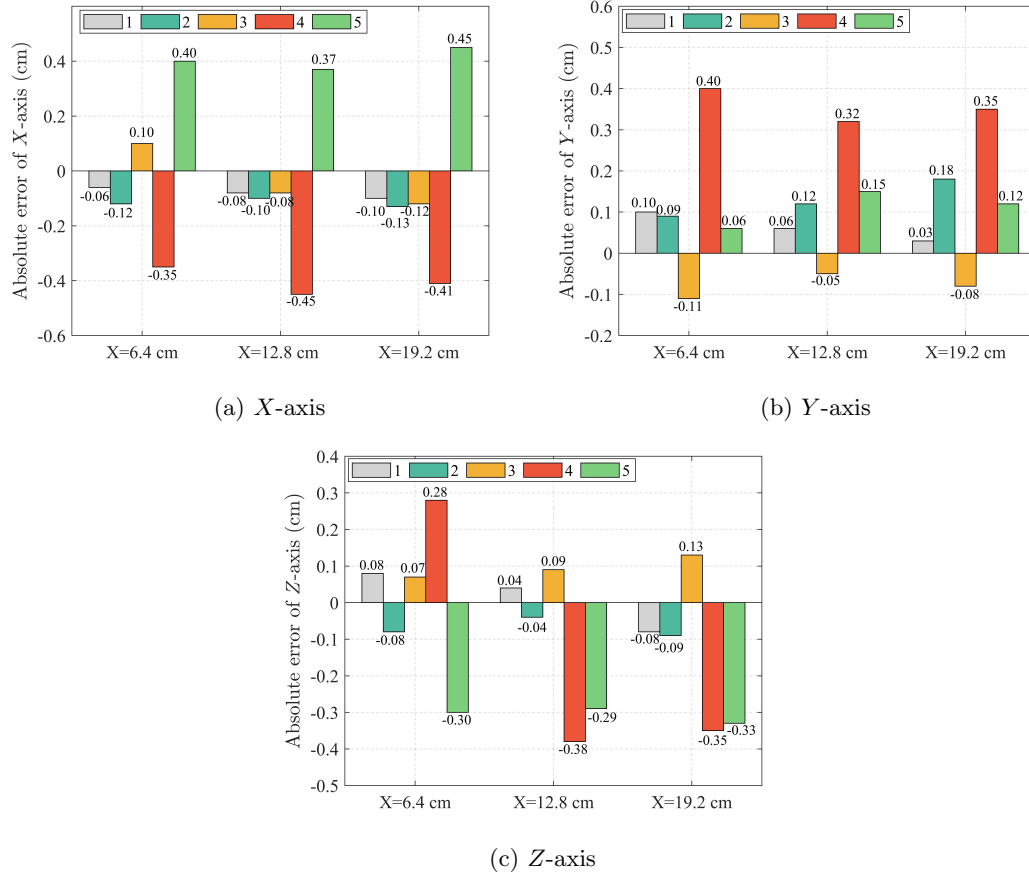 1 2 3 4 5
Absolute error of X-axis (cm)
0.4
0.2
0
-0.2
-0.4
-0.6
-0.06 -0.12 0.10 -0.35 0.40
-0.08 -0.10 -0.08 -0.45 0.37
-0.10 -0.13 -0.12 -0.41 0.45
X=6.4 cm X=12.8 cm X=19.2 cm
(a) X-axis
1 2 3 4 5
Absolute error of Y-axis (cm)
0.6
0.5
0.4
0.3
0.2
0.1
0
-0.1
-0.2
0.10 0.09 -0.11 0.40 0.06
0.06 0.12 -0.05 0.32 0.15
0.03 0.18 -0.08 0.35 0.12
X=6.4 cm X=12.8 cm X=19.2 cm
(b) Y-axis
1 2 3 4 5
Absolute error of Z-axis (cm)
0.4
0.3
0.2
0.1
0
-0.1
-0.2
-0.3
-0.4
-0.5
0.08 -0.08 0.07 0.28 -0.30
0.04 -0.04 0.09 -0.38 -0.29
-0.08 -0.09 0.13 -0.35 -0.33
X=6.4 cm X=12.8 cm X=19.2 cm
(c) Z-axis